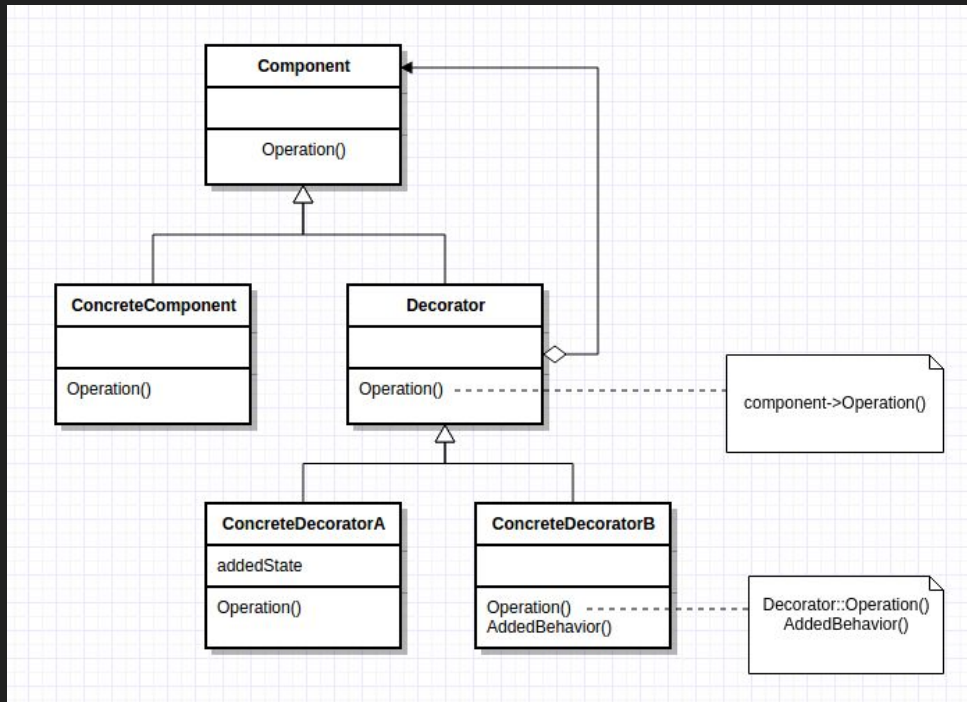 Component
Operation()
ConcreteComponent
Operation()
Decorator
Operation()
component->Operation()
ConcreteDecoratorA
addedState
Operation()
ConcreteDecoratorB
Operation()
AddedBehavior()
Decorator::Operation()
AddedBehavior()